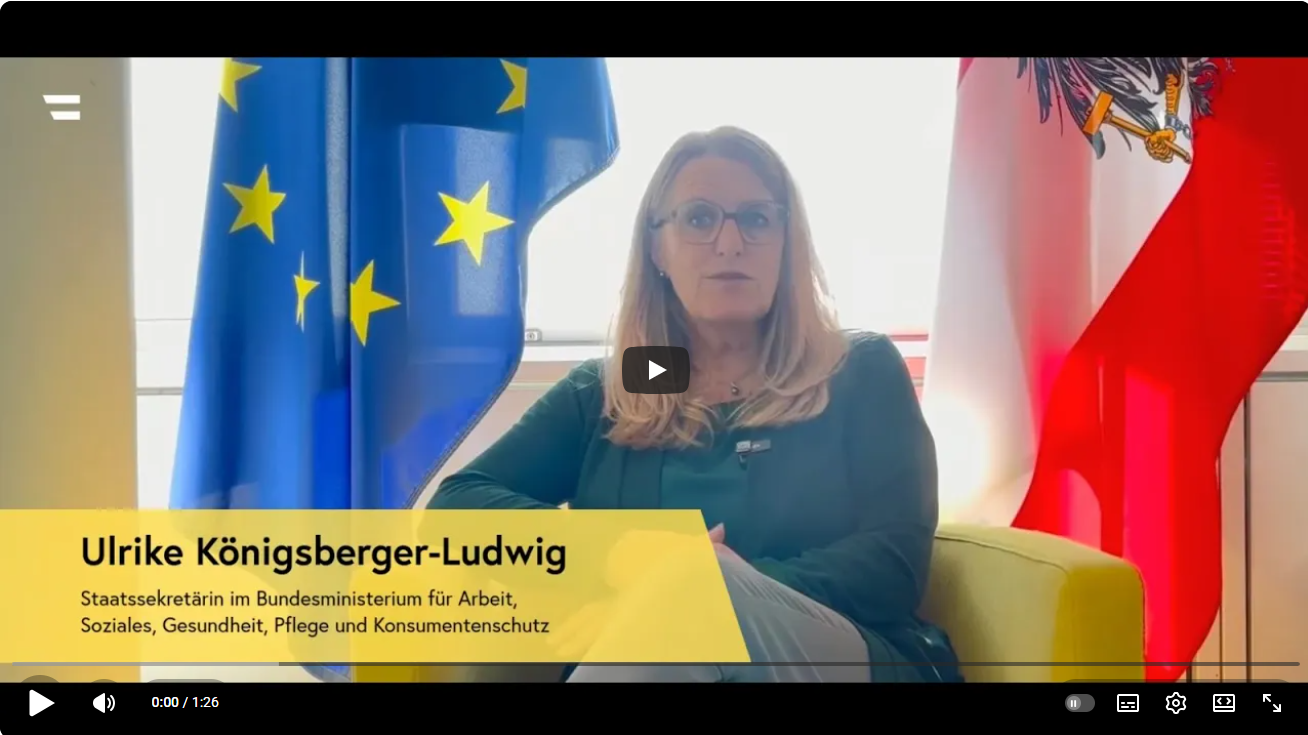 Ulrike Königsberger-Ludwig
Staatssekretärin im Bundesministerium für Arbeit,
Soziales, Gesundheit, Pflege und Konsumentenschutz
0:00 / 1:26